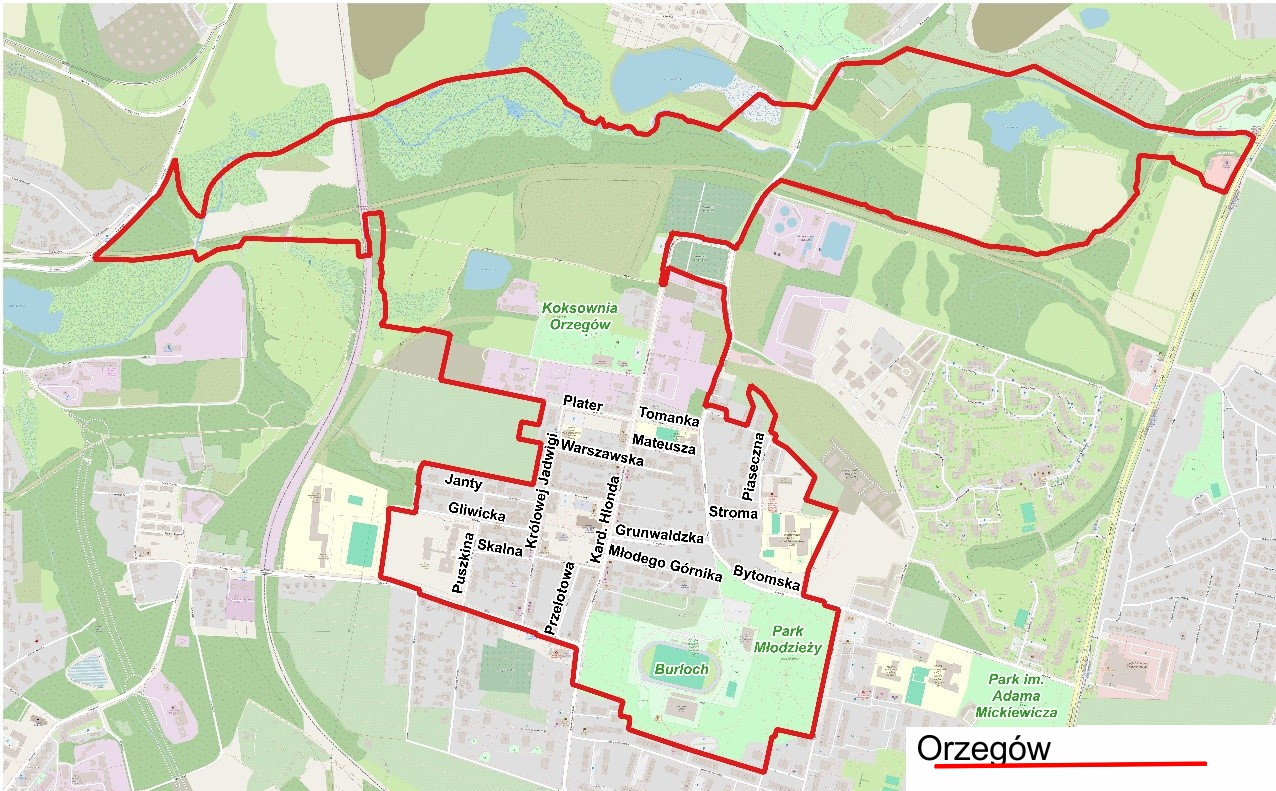 Koksownia
Orzegów
Plater
Tomanka
Mateusza
Warszawska
Królowej Jadwigi
Piaseczna
Janty
Kard. Hlonda
Gliwicka
Stroma
Grunwaldzka
Puszkina
Skalna
Młodego Górnika
Bytomska
Przelotowa
Park
Młodzieży
Burloch
Park im.
Adama
Mickiewicza
Orzegów